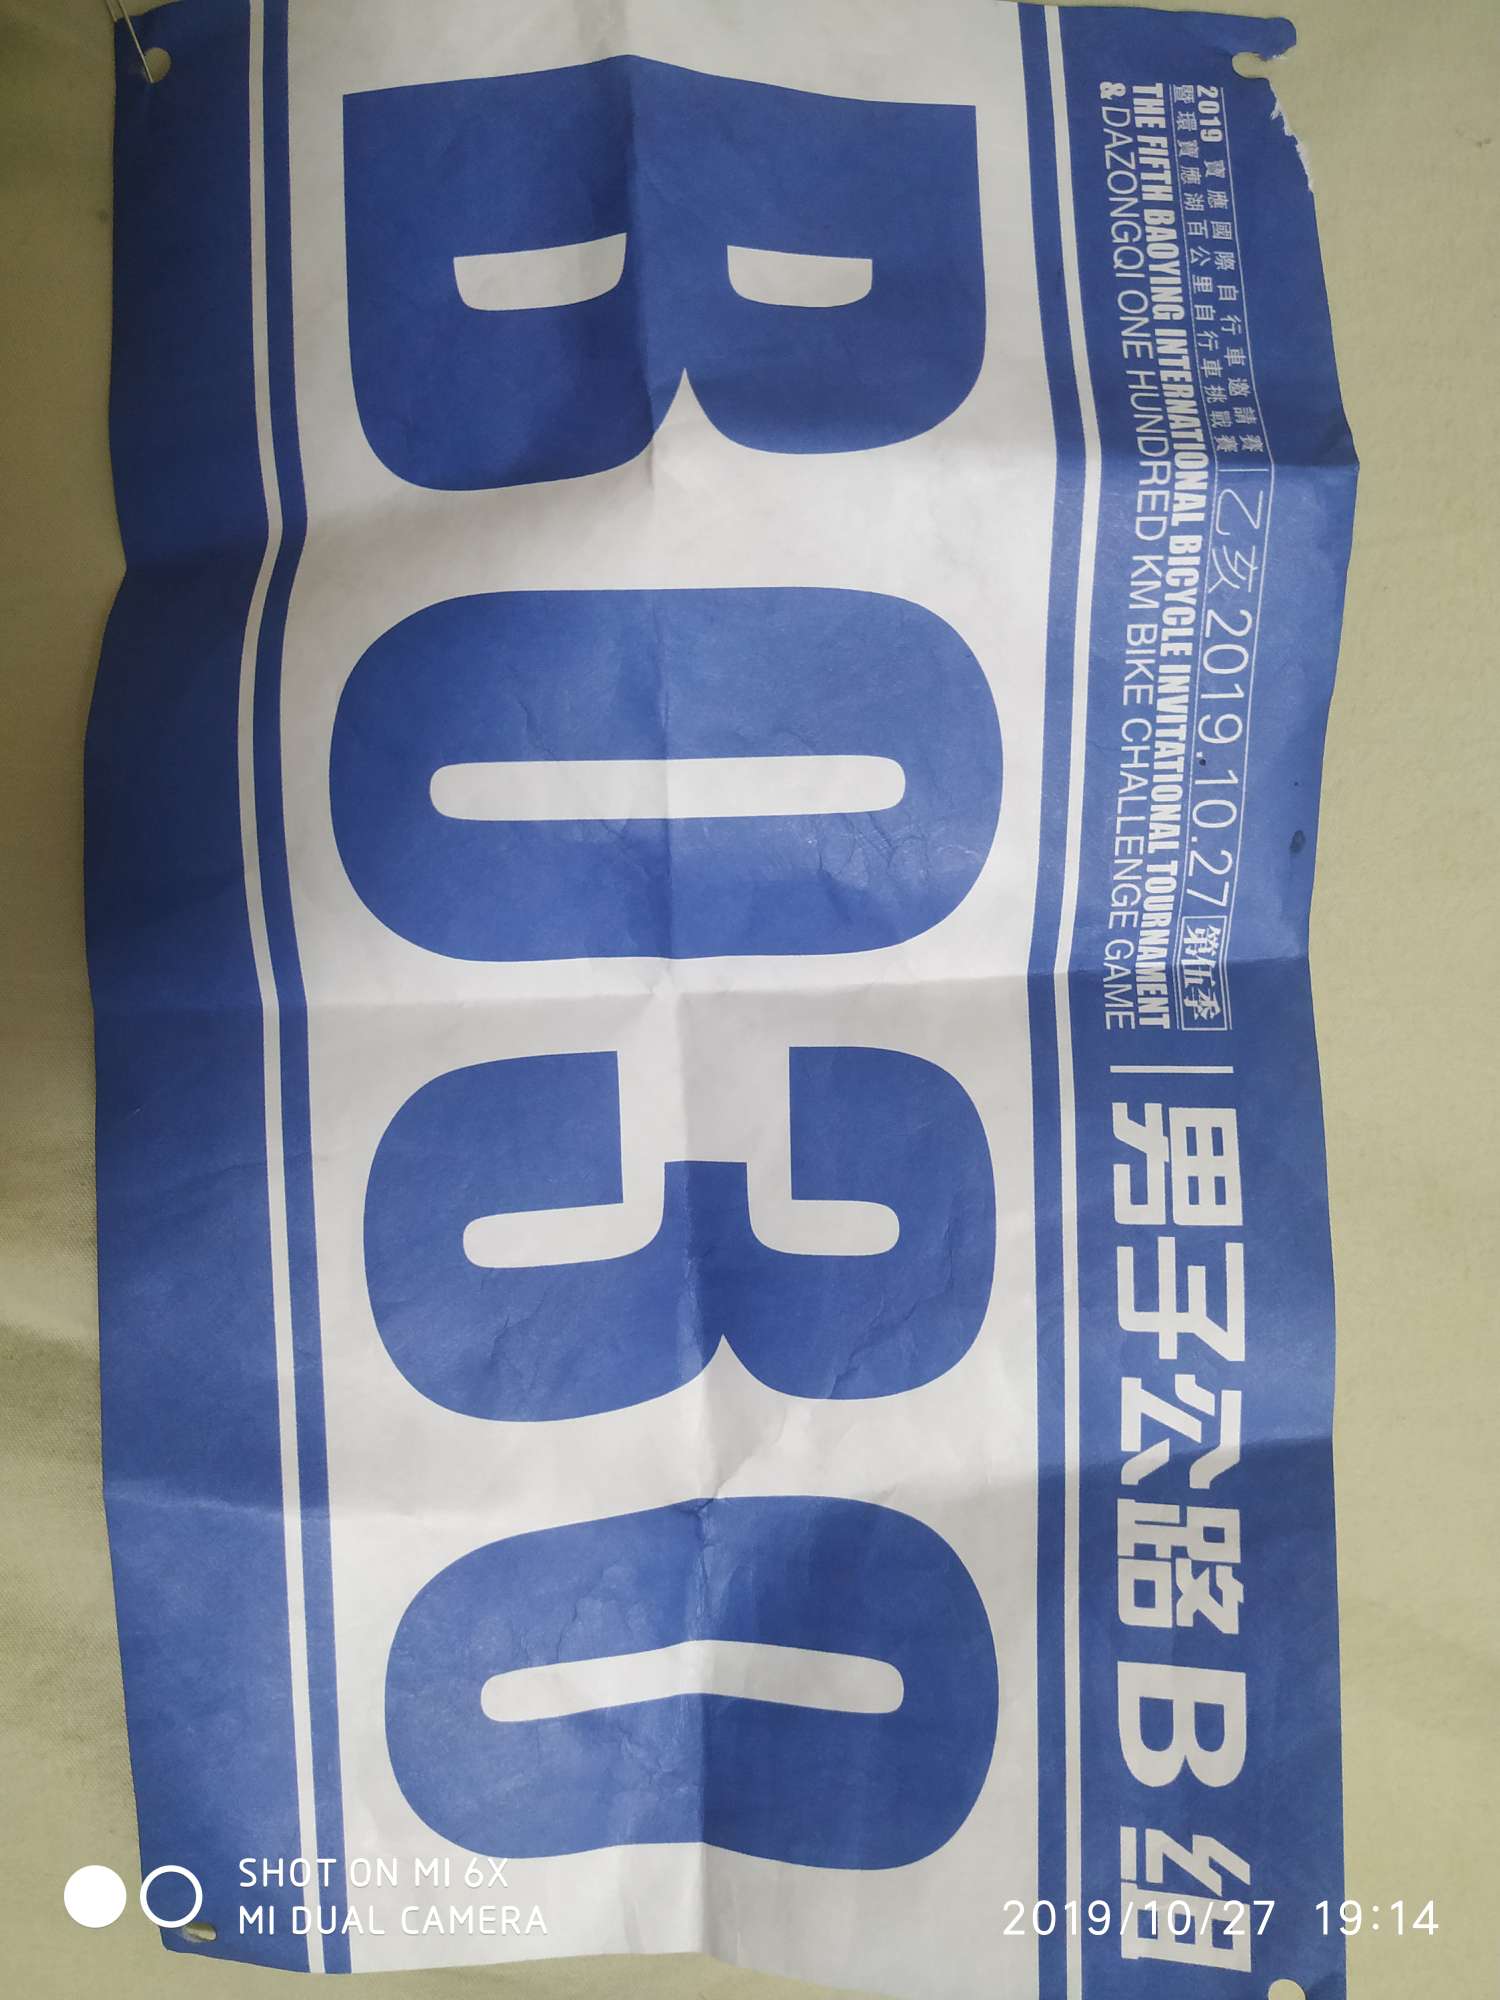 2019 寶應國際自行車邀請賽
暨環寶應湖百公里自行車挑戰賽
乙亥 2019.10.27 第伍季
THE FIFTH BAOYING INTERNATIONAL BICYCLE INVITATIONAL TOURNAMENT
& DAZONGQI ONE HUNDRED KM BIKE CHALLENGE GAME
男子公路 B 组
B030
SHOT ON MI 6X
MI DUAL CAMERA
2019/10/27 19:14